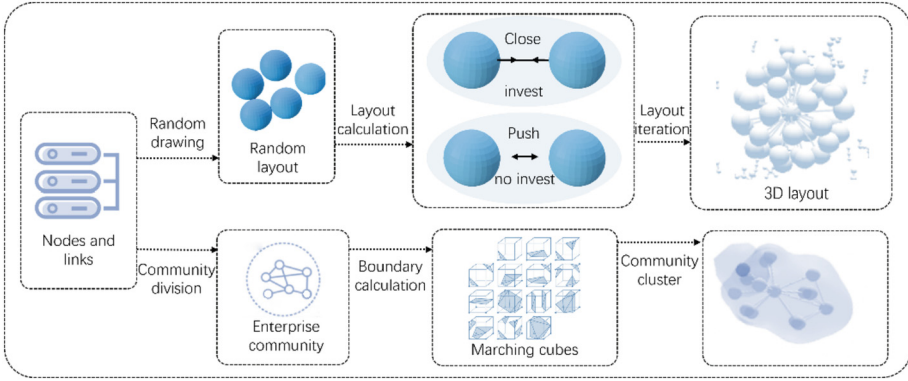 Nodes and
links
Random
drawing
Random
layout
Layout
calculation
Close
invest
Push
no invest
Layout
iteration
3D layout
Community
division
Enterprise
community
Boundary
calculation
Marching cubes
Community
cluster